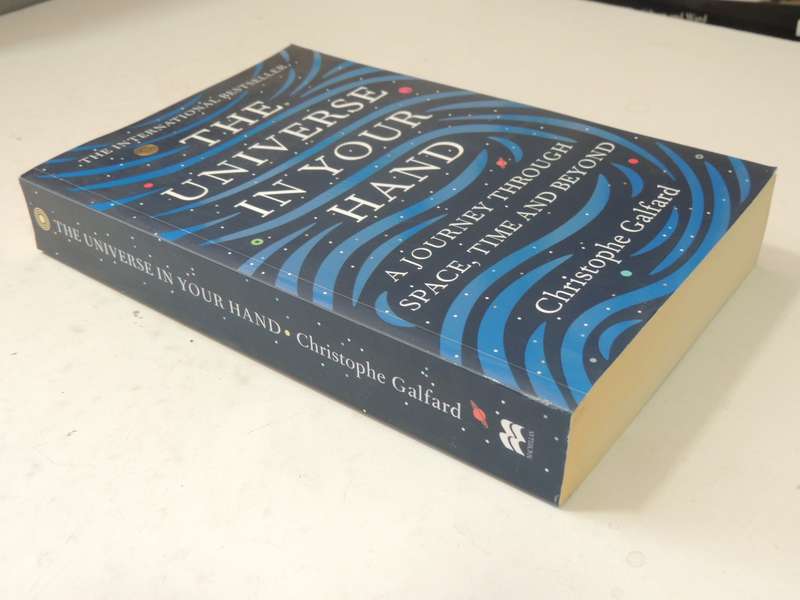 THE INTERNATIONAL BESTSELLER
THE
UNIVERSE
IN YOUR
HAND
A JOURNEY THROUGH
SPACE, TIME AND BEYOND
Christophe Galfard
THE UNIVERSE IN YOUR HAND • Christophe Galfard
MACMILLAN